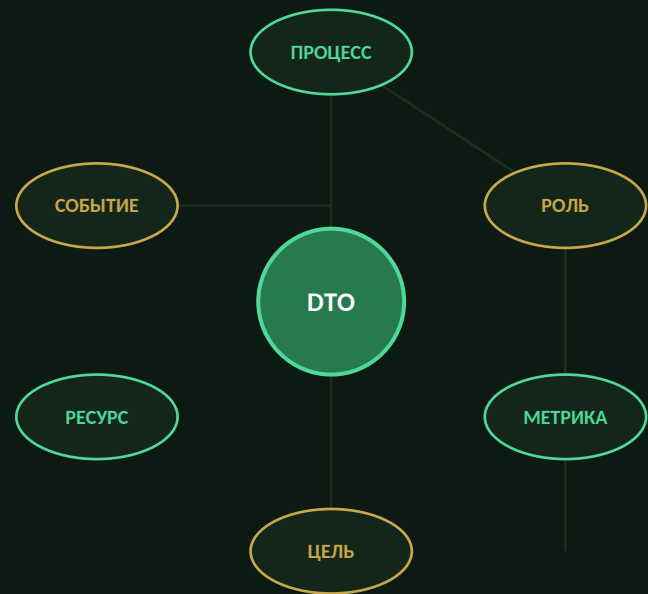 ПРОЦЕСС
СОБЫТИЕ
РОЛЬ
DTO
РЕСУРС
МЕТРИКА
ЦЕЛЬ